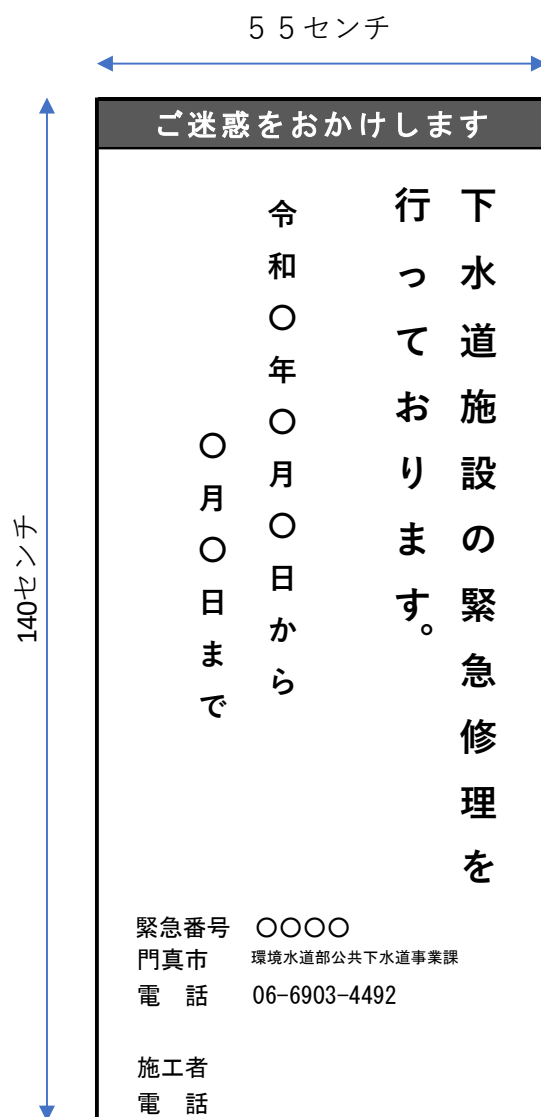 ５５センチ
140センチ
ご迷惑をおかけします
下水道施設の緊急修理を
行っております。
令和〇年〇月〇日から
〇月〇日まで
緊急番号　〇〇〇〇
門真市　環境水道部公共下水道事業課
電　話　06-6903-4492
施工者
電　話